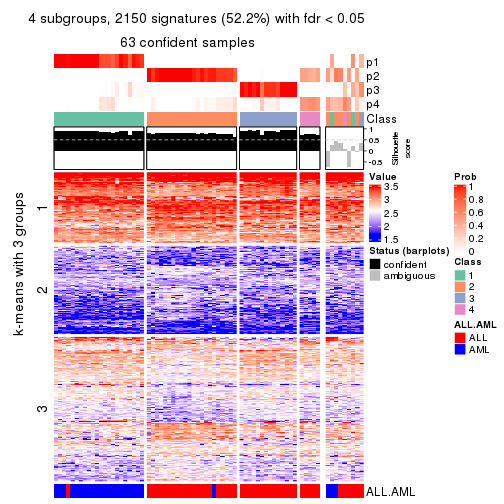 4 subgroups, 2150 signatures (52.2%) with fdr < 0.05
63 confident samples
p1
p2
p3
p4
Class
1
0.5
0
-0.5
Silhouette
score
k-means with 3 groups
1
2
3
ALL.AML
Value
3.5
3
2.5
2
1.5
Status (barplots)
confident
ambiguous
Prob
1
0.8
0.6
0.4
0.2
0
Class
1
2
3
4
ALL.AML
ALL
AML